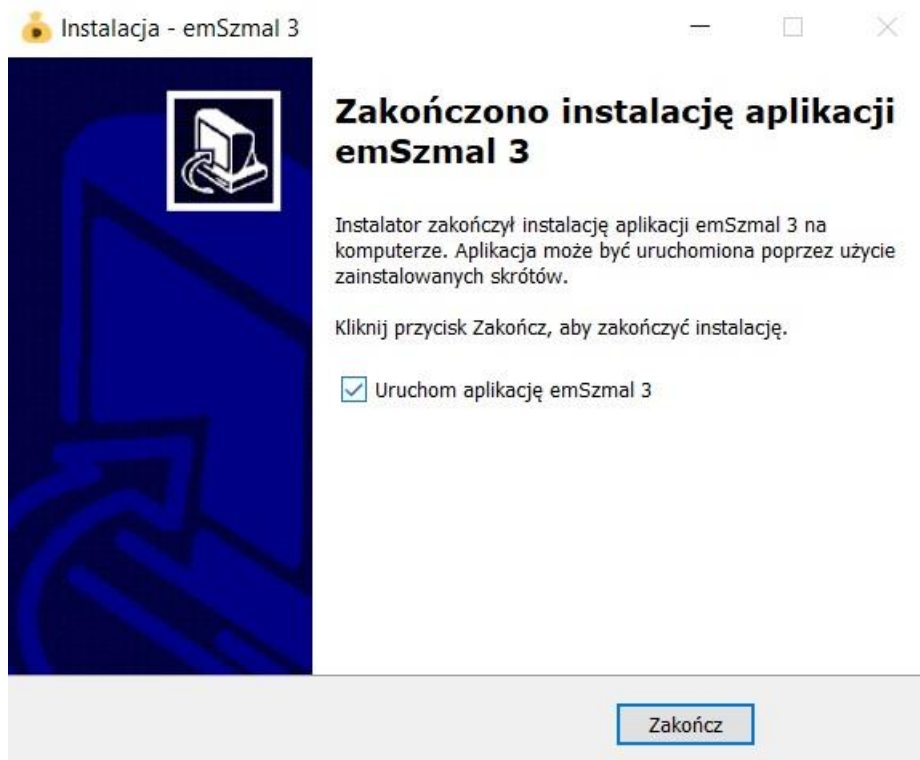 Instalacja - emSzmal 3
Zakończono instalację aplikacji
emSzmal 3
Instalator zakończył instalację aplikacji emSzmal 3 na
komputerze. Aplikacja może być uruchomiona poprzez użycie
zainstalowanych skrótów.
Kliknij przycisk Zakończ, aby zakończyć instalację.
Uruchom aplikację emSzmal 3
Zakończ